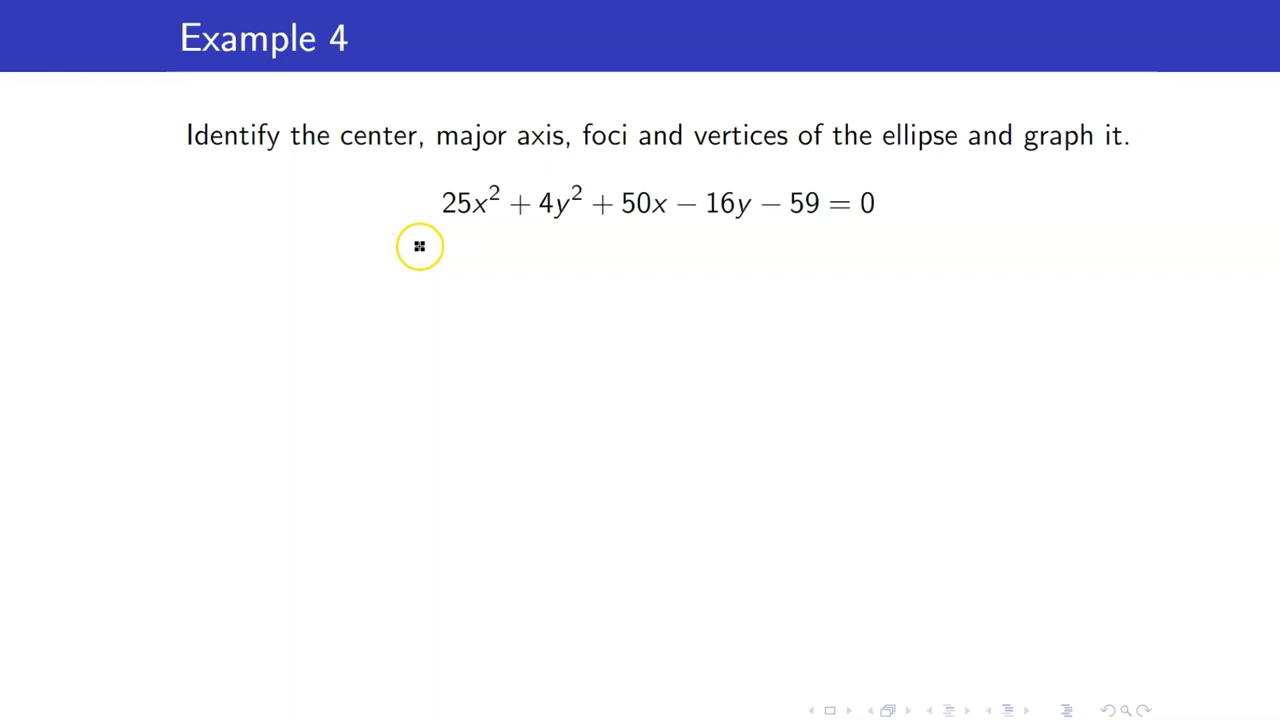 Example 4
Identify the center, major axis, foci and vertices of the ellipse and graph it.
25x² + 4y² + 50x − 16y − 59 = 0